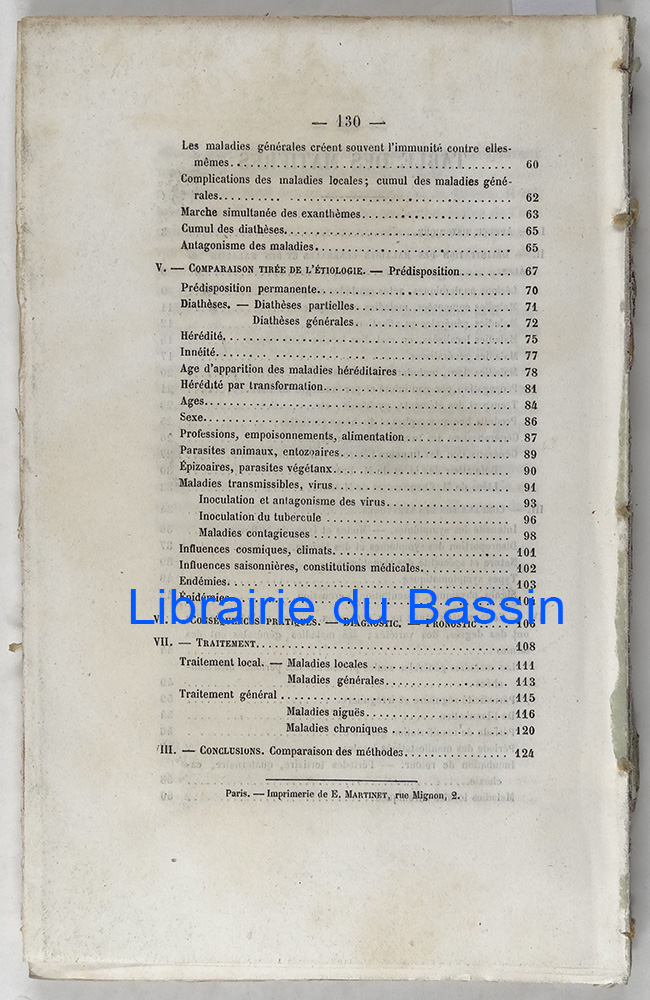 — 130 —
Les maladies générales créent souvent l'immunité contre elles-
mêmes........ 60
Complications des maladies locales; cumul des maladies géné-
rales........ 62
Marche simultanée des exanthèmes........ 63
Cumul des diathèses........ 65
Antagonisme des maladies........ 65
V. — COMPARAISON TIRÉE DE L'ÉTIOLOGIE. — Prédisposition........ 67
Prédisposition permanente........ 70
Diathèses. — Diathèses partielles........ 71
Diathèses générales........ 72
Hérédité........ 75
Innéité........ 77
Age d'apparition des maladies héréditaires ........ 78
Hérédité par transformation........ 81
Ages........ 84
Sexe........ 86
Professions, empoisonnements, alimentation ........ 87
Parasites animaux, entozoaires........ 89
Épizoaires, parasites végétanx........ 90
Maladies transmissibles, virus........ 91
Inoculation et antagonisme des virus........ 93
Inoculation du tubercule ........ 96
Maladies contagieuses ........ 98
Influences cosmiques, climats........ 101
Influences saisonnières, constitutions médicales........ 102
Endémies........ 103
Épidémies........
Librairie du Bassin
CONSÉQUENCES PRATIQUES. — DIAGNOSTIC. — PRONOSTIC........ 106
VII. — TRAITEMENT........ 108
Traitement local. — Maladies locales ........ 111
Maladies générales........ 113
Traitement général ........ 115
Maladies aiguës........ 116
Maladies chroniques ........ 120
VIII. — CONCLUSIONS. Comparaison des méthodes........ 124
Paris. — Imprimerie de E. MARTINET, rue Mignon, 2.